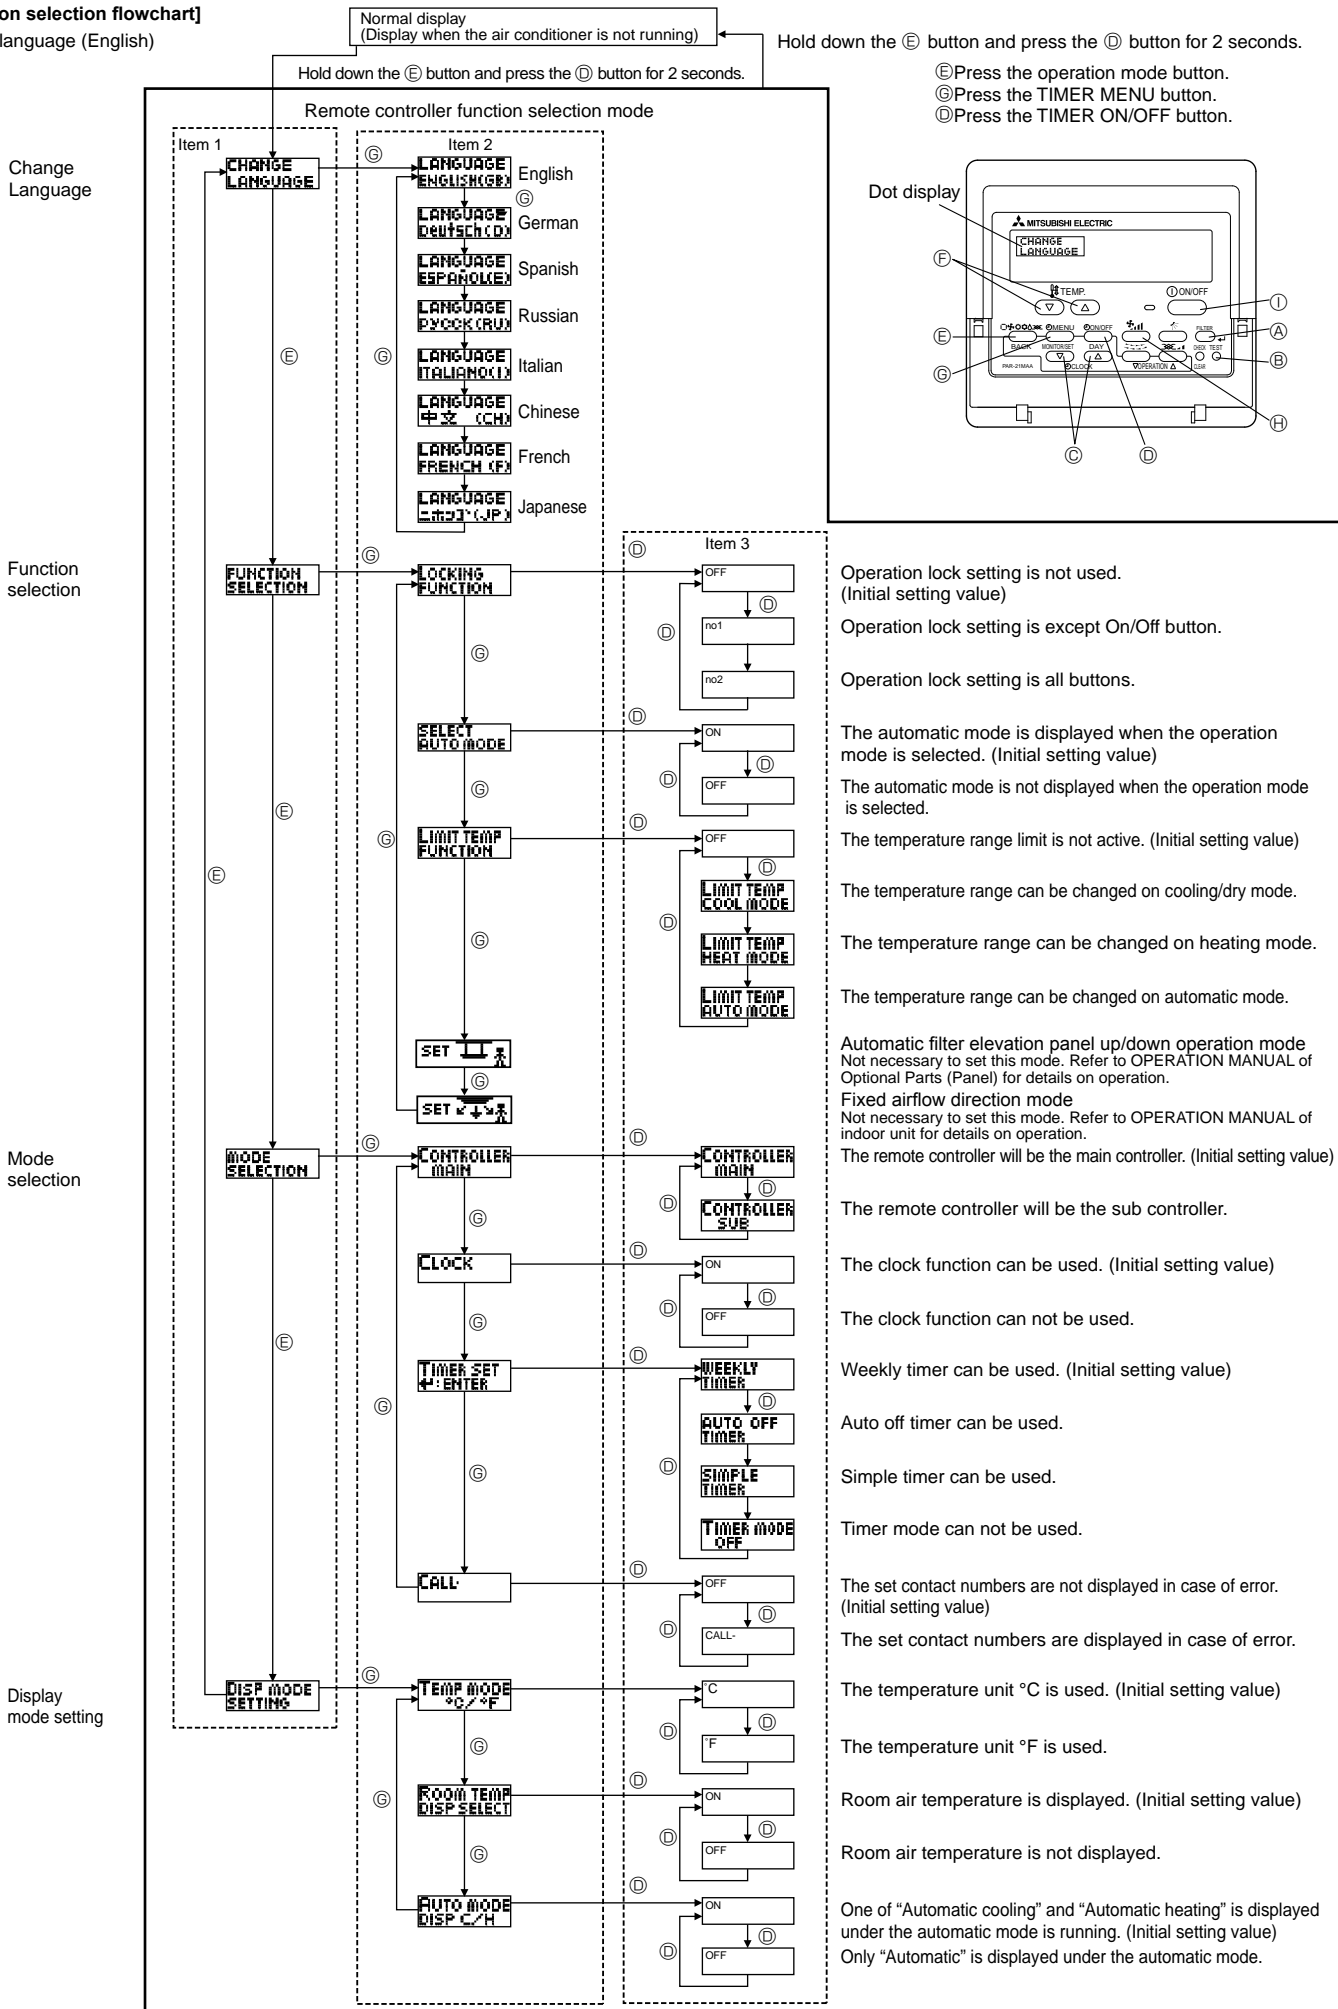 on selection flowchart]
language (English)
Normal display
(Display when the air conditioner is not running)
Hold down the Ⓔ button and press the Ⓓ button for 2 seconds.
Hold down the Ⓔ button and press the Ⓓ button for 2 seconds.
ⒺPress the operation mode button.
ⒼPress the TIMER MENU button.
ⒹPress the TIMER ON/OFF button.
Remote controller function selection mode
Item 1
Item 2
Change
Language
CHANGE
LANGUAGE
Ⓖ
LANGUAGE
ENGLISH(GB)
English
Ⓖ
LANGUAGE
Deutsch(D)
German
LANGUAGE
ESPAÑOL(E)
Spanish
LANGUAGE
РУССК(RU)
Russian
Ⓔ
Ⓖ
LANGUAGE
ITALIANO(I)
Italian
LANGUAGE
中文 (CH)
Chinese
LANGUAGE
FRENCH (F)
French
LANGUAGE
ニホンゴ(JP)
Japanese
Dot display
MITSUBISHI ELECTRIC
CHANGE
LANGUAGE
Ⓕ
TEMP.
ON/OFF
Ⓘ
MENU
ON/OFF
FILTER
Ⓐ
Ⓔ
BACK
MONITOR/SET
DAY
CHECK
TEST
Ⓑ
PAR-21MAA
CLOCK
▽OPERATION △
CLEAR
Ⓖ
Ⓗ
Ⓒ
Ⓓ
Item 3
Function
selection
FUNCTION
SELECTION
Ⓖ
LOCKING
FUNCTION
Ⓓ
OFF
Operation lock setting is not used.
(Initial setting value)
Ⓓ
Ⓓ
no1
Operation lock setting is except On/Off button.
Ⓖ
no2
Operation lock setting is all buttons.
SELECT
AUTO MODE
Ⓓ
ON
The automatic mode is displayed when the operation
mode is selected. (Initial setting value)
Ⓓ
Ⓓ
Ⓖ
OFF
The automatic mode is not displayed when the operation mode
is selected.
Ⓔ
Ⓖ
LIMIT TEMP
FUNCTION
Ⓓ
OFF
The temperature range limit is not active. (Initial setting value)
Ⓔ
Ⓓ
LIMIT TEMP
COOL MODE
The temperature range can be changed on cooling/dry mode.
Ⓓ
Ⓖ
LIMIT TEMP
HEAT MODE
The temperature range can be changed on heating mode.
LIMIT TEMP
AUTO MODE
The temperature range can be changed on automatic mode.
SET
Automatic filter elevation panel up/down operation mode
Not necessary to set this mode. Refer to OPERATION MANUAL of
Optional Parts (Panel) for details on operation.
Ⓖ
SET
Fixed airflow direction mode
Not necessary to set this mode. Refer to OPERATION MANUAL of
indoor unit for details on operation.
Mode
selection
MODE
SELECTION
Ⓖ
CONTROLLER
MAIN
Ⓓ
CONTROLLER
MAIN
The remote controller will be the main controller. (Initial setting value)
Ⓓ
Ⓓ
Ⓖ
CONTROLLER
SUB
The remote controller will be the sub controller.
CLOCK
Ⓓ
ON
The clock function can be used. (Initial setting value)
Ⓓ
Ⓓ
Ⓖ
OFF
The clock function can not be used.
Ⓔ
TIMER SET
↵:ENTER
Ⓓ
WEEKLY
TIMER
Weekly timer can be used. (Initial setting value)
Ⓖ
Ⓓ
AUTO OFF
TIMER
Auto off timer can be used.
Ⓖ
Ⓓ
SIMPLE
TIMER
Simple timer can be used.
TIMER MODE
OFF
Timer mode can not be used.
CALL-
Ⓓ
OFF
The set contact numbers are not displayed in case of error.
(Initial setting value)
Ⓓ
Ⓓ
CALL-
The set contact numbers are displayed in case of error.
Display
mode setting
DISP MODE
SETTING
Ⓖ
TEMP MODE
°C/°F
°C
The temperature unit °C is used. (Initial setting value)
Ⓓ
Ⓓ
Ⓖ
°F
The temperature unit °F is used.
Ⓖ
ROOM TEMP
DISP SELECT
Ⓓ
ON
Room air temperature is displayed. (Initial setting value)
Ⓓ
Ⓓ
Ⓖ
OFF
Room air temperature is not displayed.
AUTO MODE
DISP C/H
Ⓓ
ON
One of “Automatic cooling” and “Automatic heating” is displayed
under the automatic mode is running. (Initial setting value)
Ⓓ
Ⓓ
OFF
Only “Automatic” is displayed under the automatic mode.